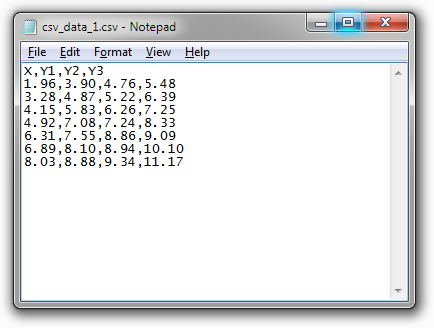 csv_data_1.csv - Notepad
File Edit Format View Help
X,Y1,Y2,Y3
1.96,3.90,4.76,5.48
3.28,4.87,5.22,6.39
4.15,5.83,6.26,7.25
4.92,7.08,7.24,8.33
6.31,7.55,8.86,9.09
6.89,8.10,8.94,10.10
8.03,8.88,9.34,11.17